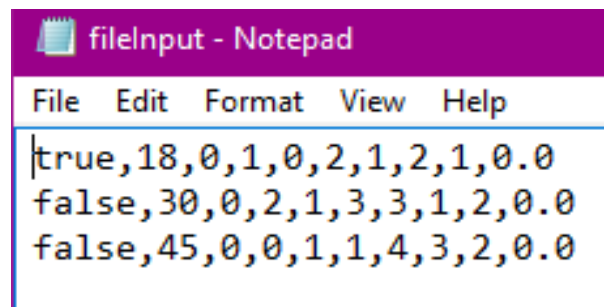 fileInput - Notepad
File Edit Format View Help
true,18,0,1,0,2,1,2,1,0.0
false,30,0,2,1,3,3,1,2,0.0
false,45,0,0,1,1,4,3,2,0.0